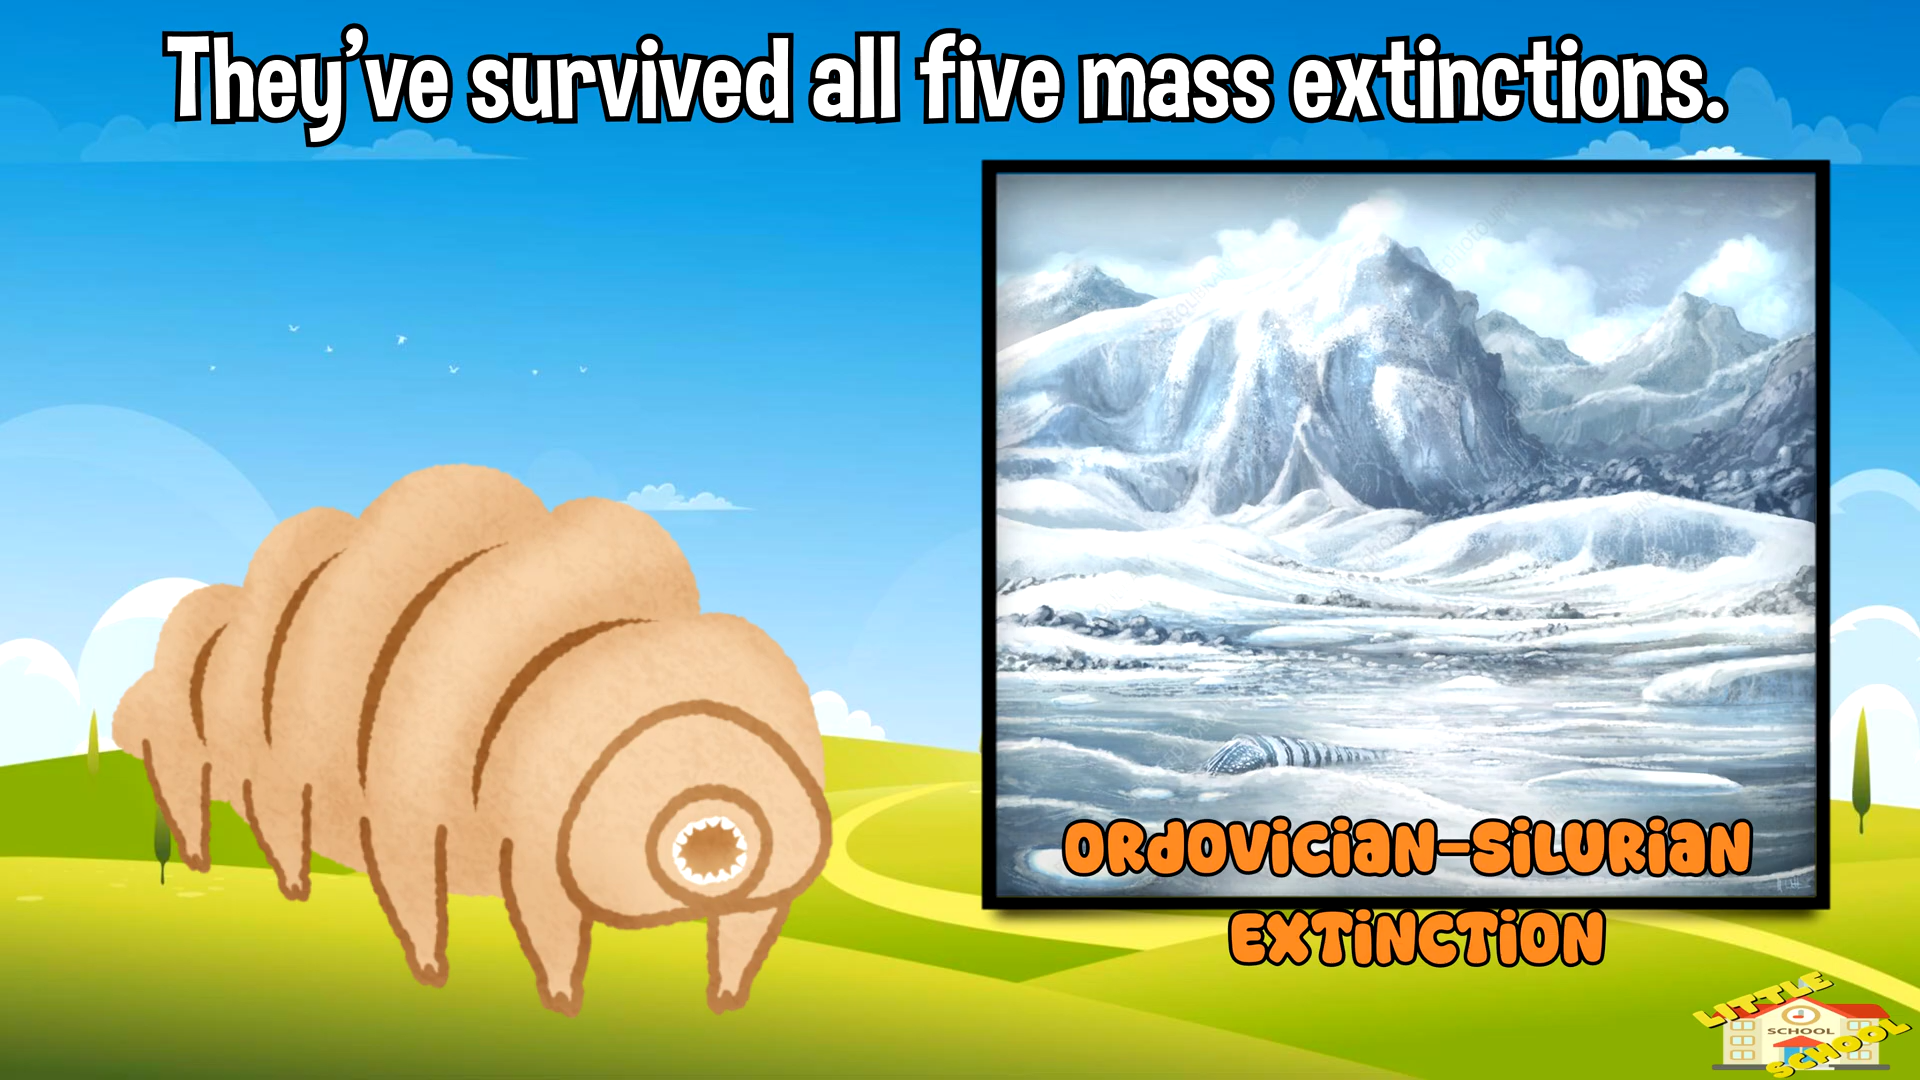 They've survived all five mass extinctions.
ORDOVICIAN-SILURIAN
EXTINCTION
LITTLE
SCHOOL
SCHOOL